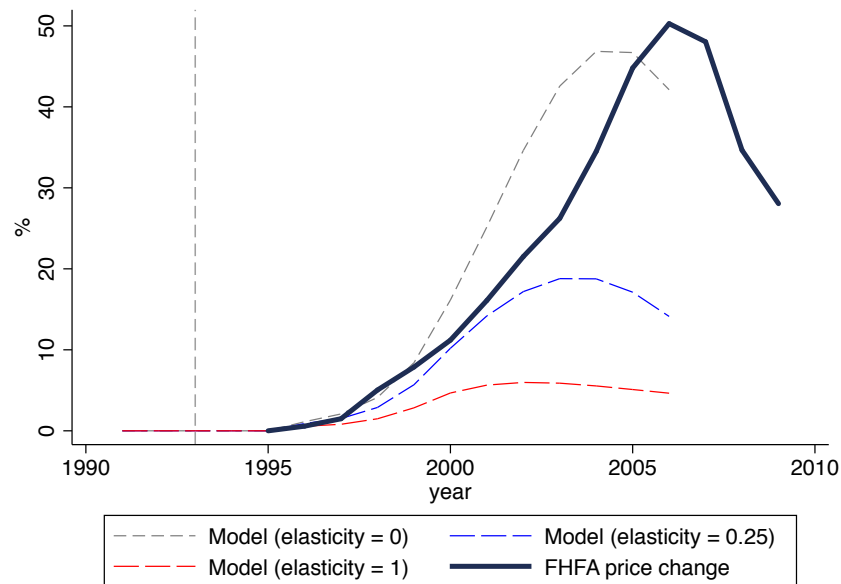 50
40
30
20
10
0
%
1990 1995 2000 2005 2010
year
Model (elasticity = 0) Model (elasticity = 0.25)
Model (elasticity = 1) FHFA price change